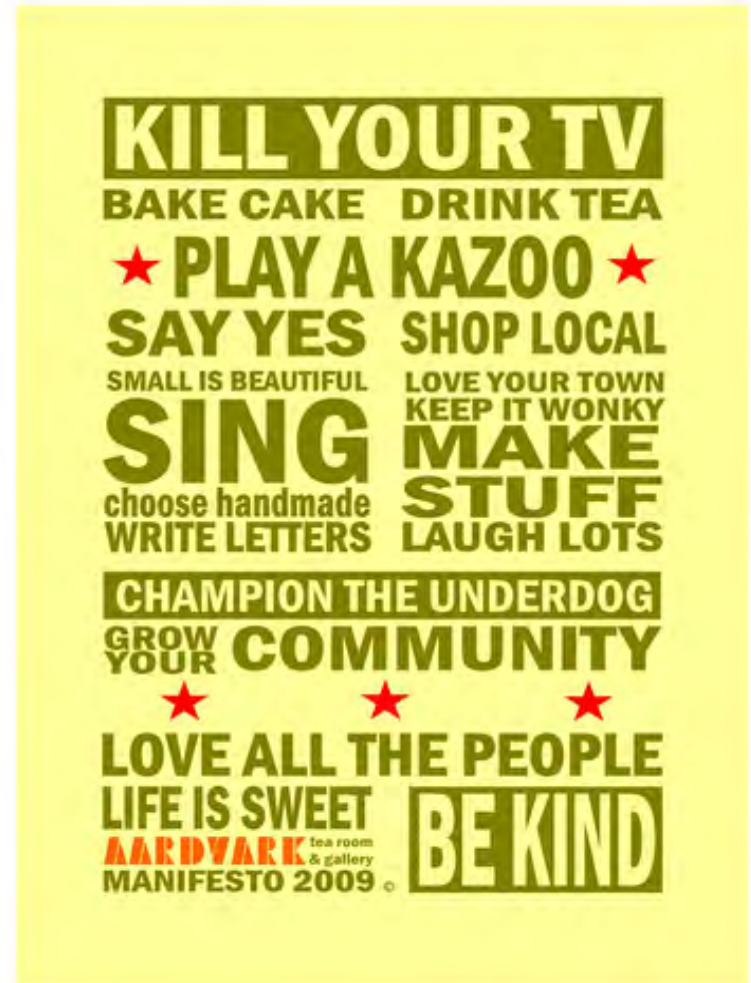 KILL YOUR TV
BAKE CAKE DRINK TEA
PLAY A KAZOO
SAY YES
SMALL IS BEAUTIFUL
SING
choose handmade
WRITE LETTERS
SHOP LOCAL
LOVE YOUR TOWN
KEEP IT WONKY
MAKE
STUFF
LAUGH LOTS
CHAMPION THE UNDERDOG
GROW
YOUR
COMMUNITY
LOVE ALL THE PEOPLE
LIFE IS SWEET
AARDVARK
tea room
& gallery
MANIFESTO 2009 ©
BE KIND